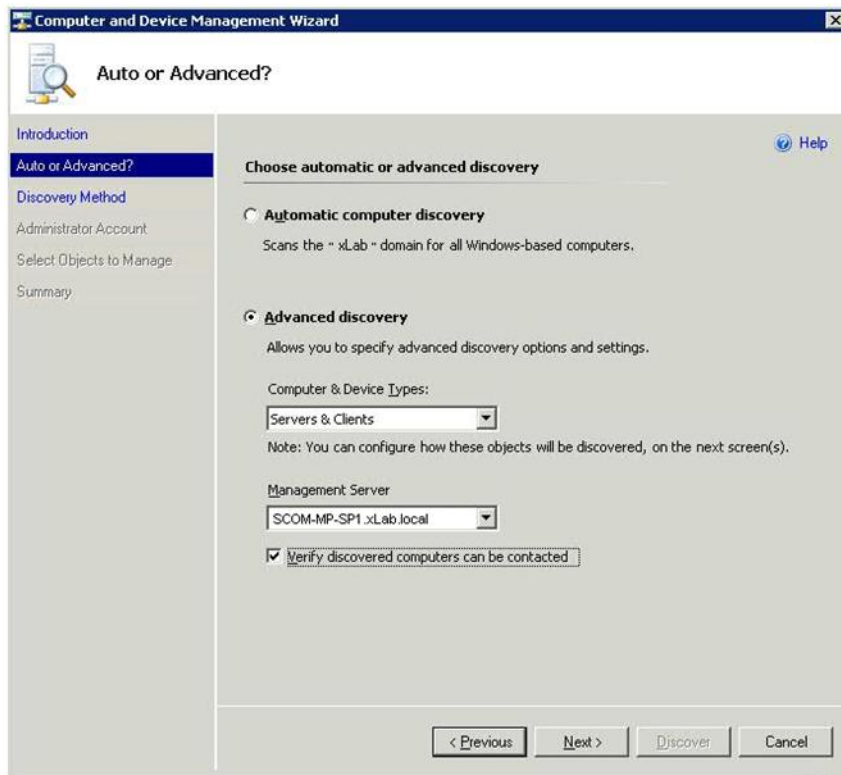 Computer and Device Management Wizard
Auto or Advanced?
Introduction
Auto or Advanced?
Discovery Method
Administrator Account
Select Objects to Manage
Summary
Help
Choose automatic or advanced discovery
Automatic computer discovery
Scans the " xLab " domain for all Windows-based computers.
Advanced discovery
Allows you to specify advanced discovery options and settings.
Computer & Device Types:
Servers & Clients
Note: You can configure how these objects will be discovered, on the next screen(s).
Management Server
SCOM-MP-SP1.xLab.local
Verify discovered computers can be contacted
< Previous
Next >
Discover
Cancel